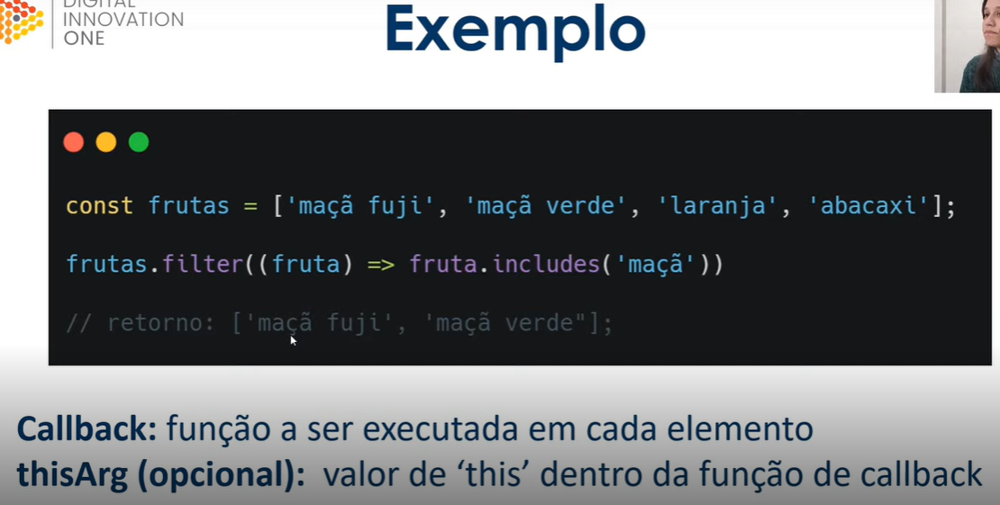 DIGITAL
INNOVATION
ONE
Exemplo
const frutas = ['maçã fuji', 'maçã verde', 'laranja', 'abacaxi'];
frutas.filter((fruta) => fruta.includes('maçã'))
// retorno: ['maçã fuji', 'maçã verde"];
Callback: função a ser executada em cada elemento
thisArg (opcional): valor de ‘this’ dentro da função de callback